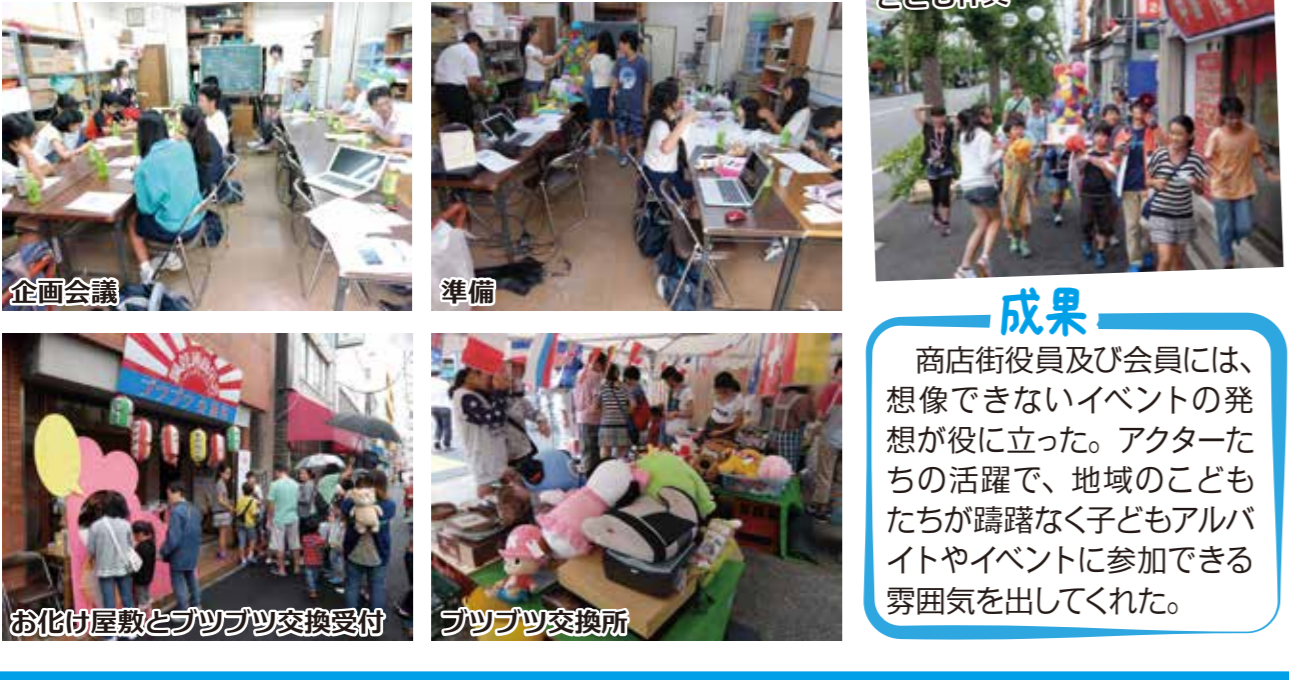 企画会議
準備
お化け屋敷とブツブツ交換受付
ブツブツ交換所
成果
商店街役員及び会員には、
想像できないイベントの発
想が役に立った。アクターた
ちの活躍で、地域のこども
たちが躊躇なく子どもアルバ
イトやイベントに参加できる
雰囲気を出してくれた。